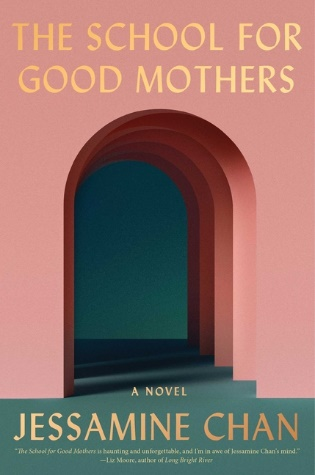 THE SCHOOL FOR
GOOD MOTHERS
A NOVEL
JESSAMINE CHAN
"The School for Good Mothers is haunting and unforgettable, and I'm in awe of Jessamine Chan's mind."
—Liz Moore, author of Long Bright River